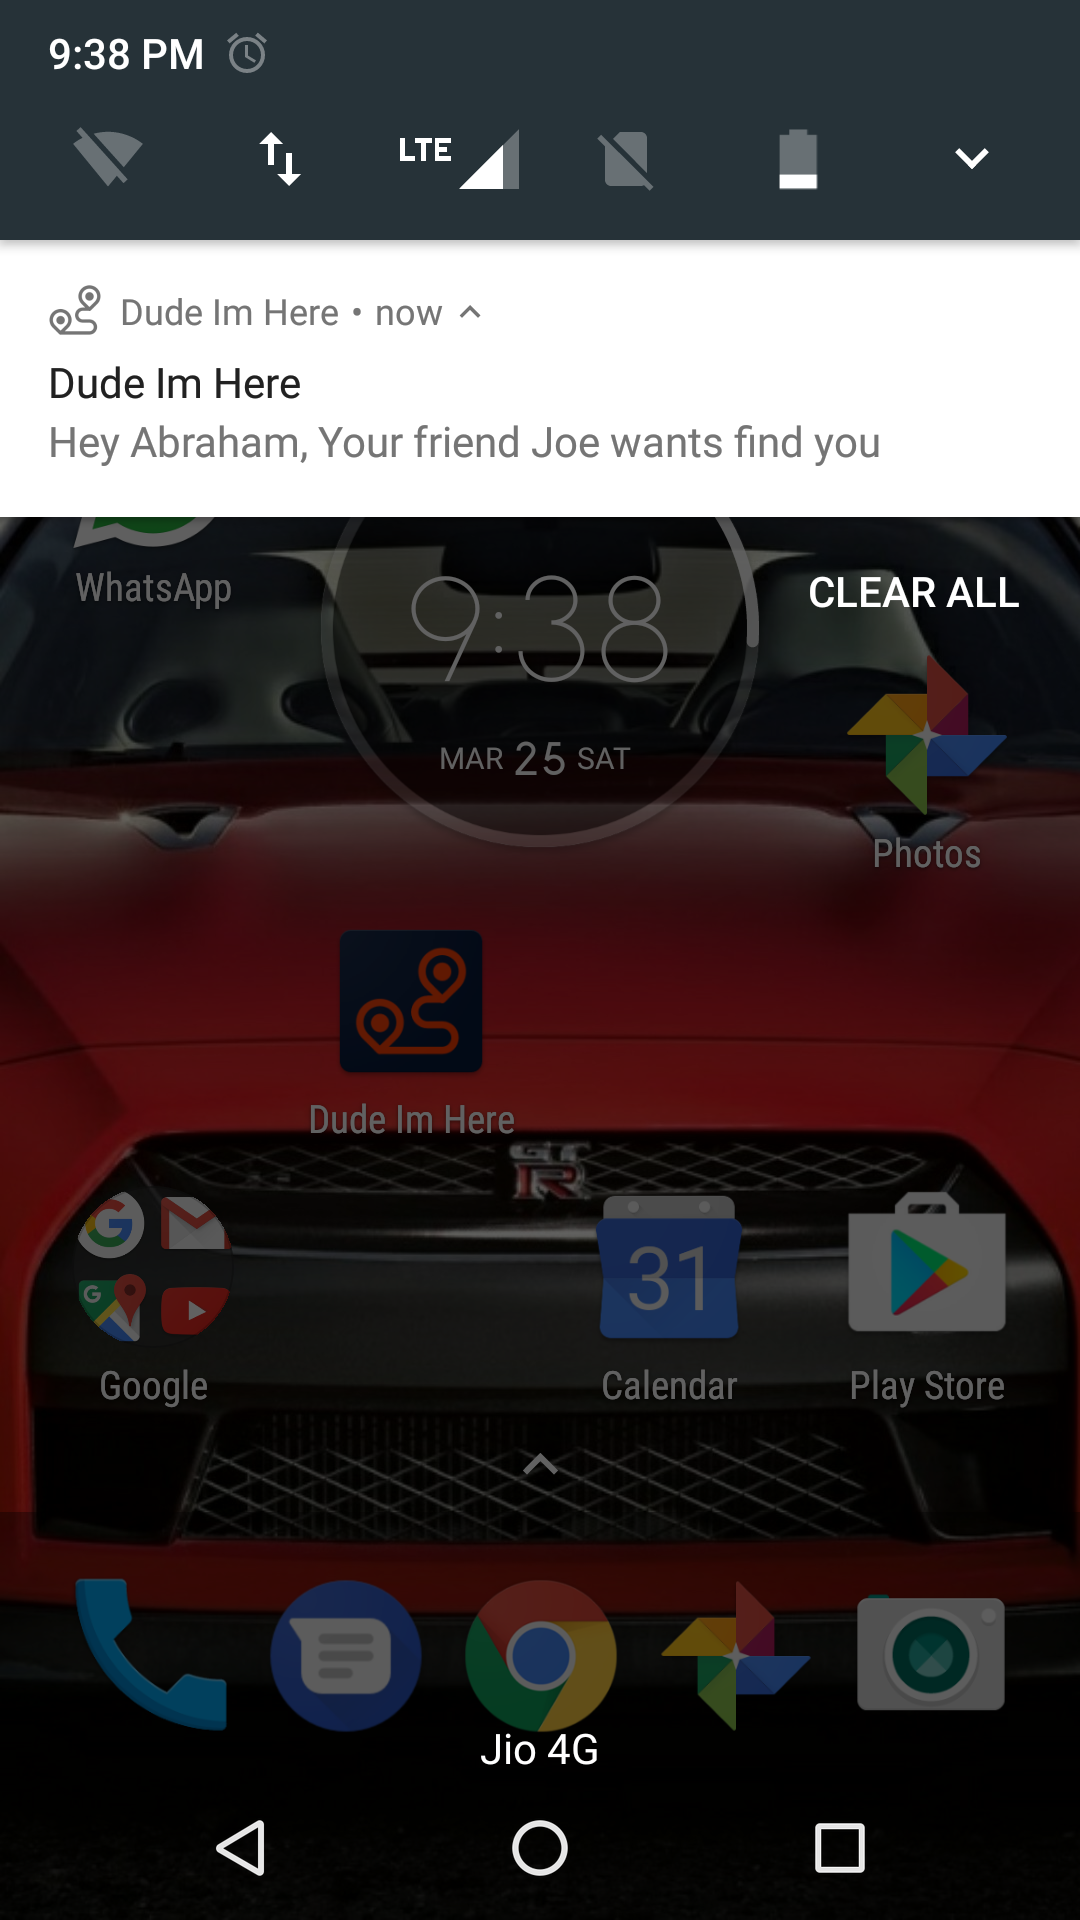 9:38 PM
LTE
Dude Im Here • now
Dude Im Here
Hey Abraham, Your friend Joe wants find you
WhatsApp
9:38
CLEAR ALL
MAR 25 SAT
Photos
Dude Im Here
GT
R
G
G
31
Google
Calendar
Play Store
Jio 4G